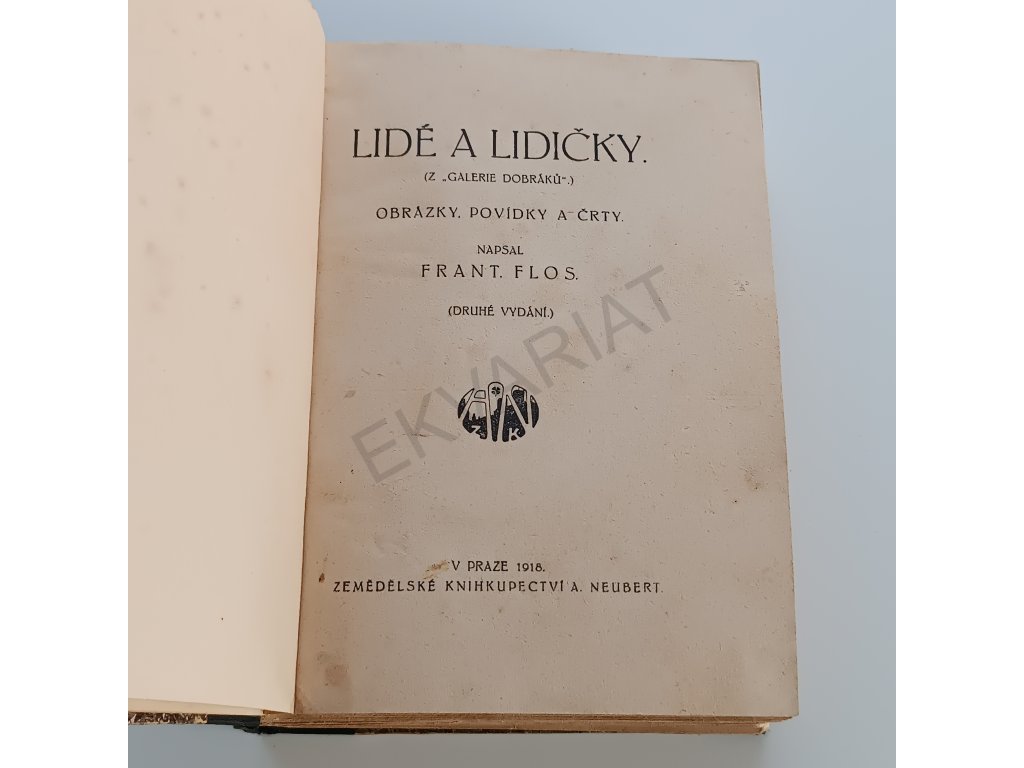 LIDÉ A LIDIČKY.
(Z „GALERIE DOBRÁKŮ“.)
OBRÁZKY, POVÍDKY A ČRTY.
NAPSAL
FRANT. FLOS.
(DRUHÉ VYDÁNÍ.)
EKVARIAT
Z K
V PRAZE 1918.
ZEMĚDĚLSKÉ KNIHKUPECTVÍ A. NEUBERT.